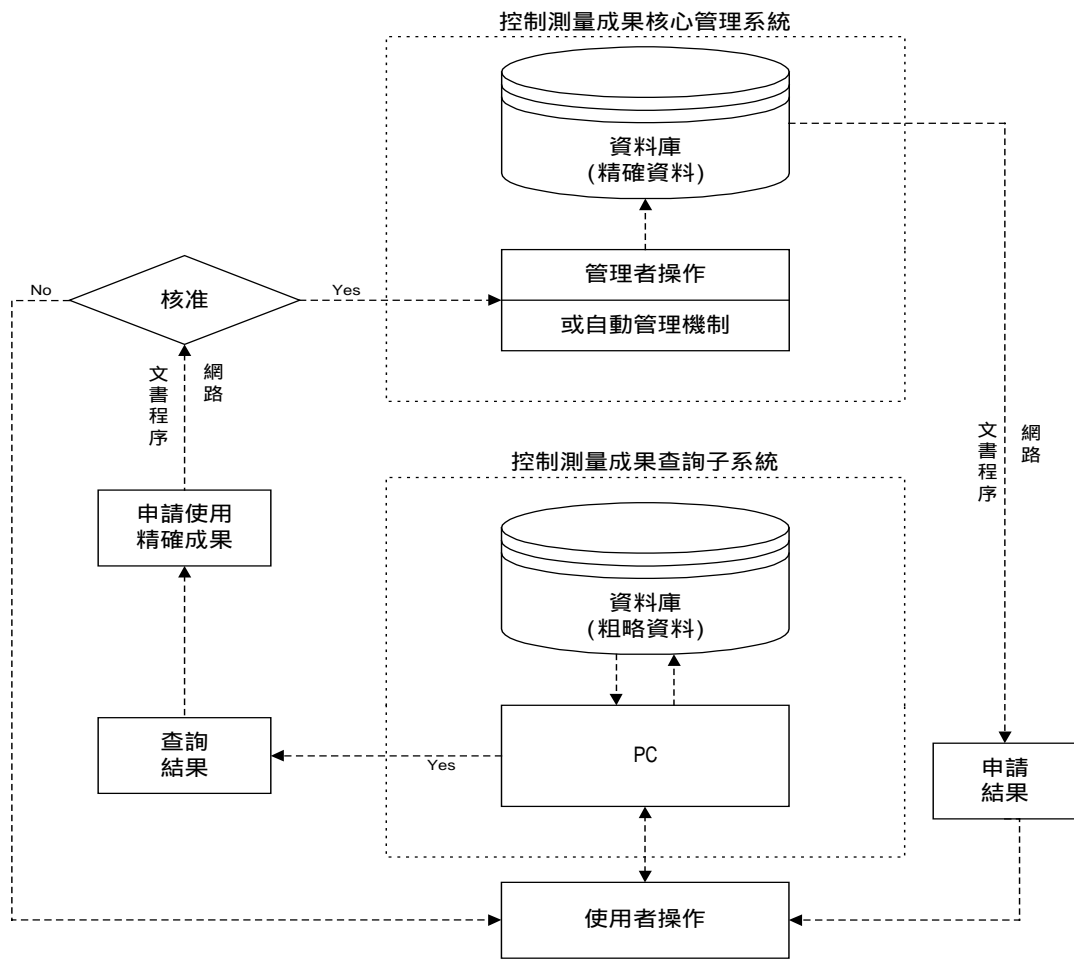 控制測量成果核心管理系統
資料庫
(精確資料)
管理者操作
或自動管理機制
No
核准
Yes
文書程序
網路
申請使用
精確成果
查詢
結果
控制測量成果查詢子系統
資料庫
(粗略資料)
PC
Yes
文書程序
網路
申請
結果
使用者操作